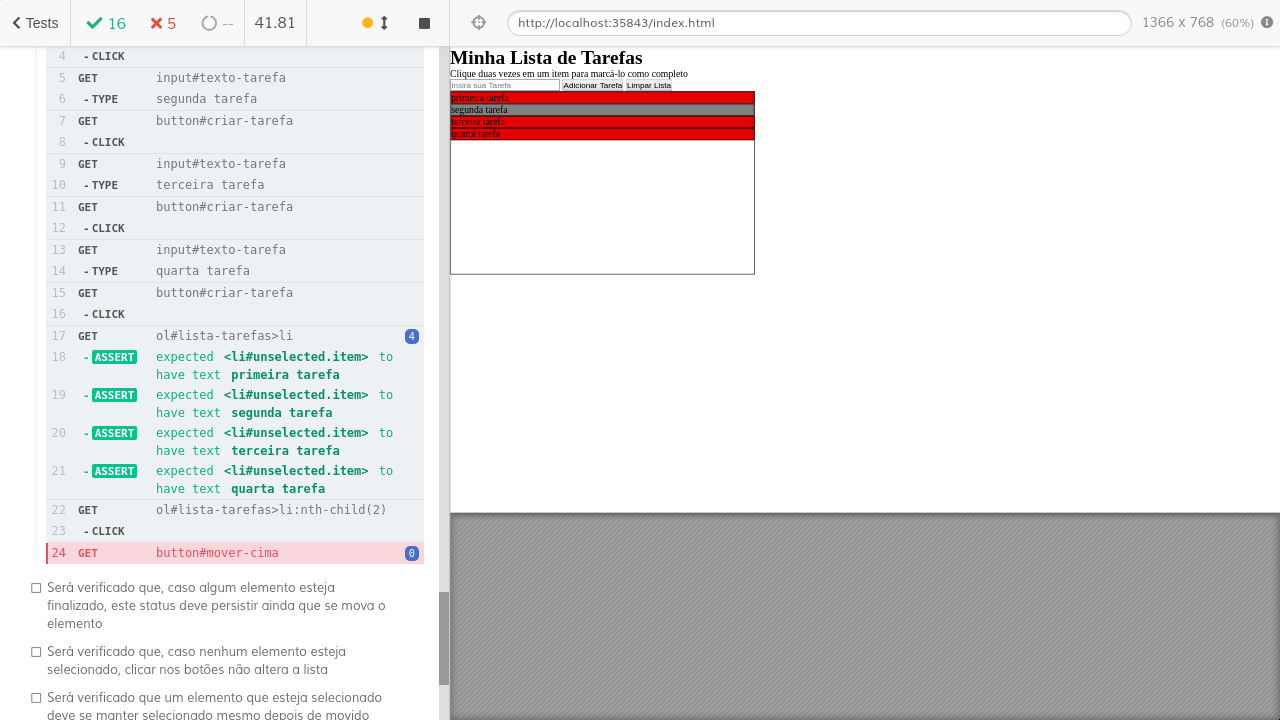 Tests 16 5 -- 41.81
4 - CLICK
5 GET input#texto-tarefa
6 - TYPE segunda tarefa
7 GET button#criar-tarefa
- CLICK
9 GET input#texto-tarefa
10 - TYPE terceira tarefa
11 GET button#criar-tarefa
12 - CLICK
13 GET input#texto-tarefa
14 - TYPE quarta tarefa
15 GET button#criar-tarefa
16 - CLICK
17 GET ol#lista-tarefas>li 4
18 - ASSERT expected <li#unselected.item> to
have text primeira tarefa
19 - ASSERT expected <li#unselected.item> to
have text segunda tarefa
20 - ASSERT expected <li#unselected.item> to
have text terceira tarefa
21 - ASSERT expected <li#unselected.item> to
have text quarta tarefa
22 GET ol#lista-tarefas>li:nth-child(2)
23 - CLICK
24 GET button#mover-cima 0
Será verificado que, caso algum elemento esteja
finalizado, este status deve persistir ainda que se mova o
elemento
Será verificado que, caso nenhum elemento esteja
selecionado, clicar nos botões não altera a lista
Será verificado que um elemento que esteja selecionado
deve se manter selecionado mesmo depois de movido
http://localhost:35843/index.html 1366 x 768 (60%)
Minha Lista de Tarefas
Clique duas vezes em um item para marcá-lo como completo
Insira sua Tarefa Adicionar Tarefa Limpar Lista
primeira tarefa
segunda tarefa
terceira tarefa
quarta tarefa